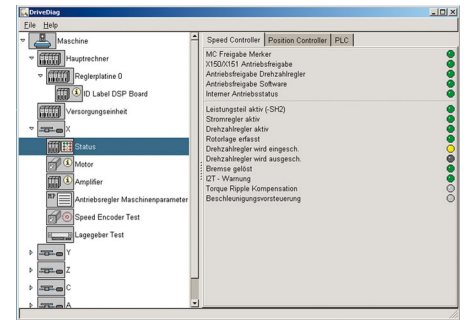 DriveDiag
File Help
Maschine
Hauptrechner
Reglerplatine 0
ID Label DSP Board
Versorgungseinheit
X
Status
Motor
Amplifier
Antriebsregler Maschinenparameter
Speed Encoder Test
Lagegeber Test
Y
Z
C
A
Speed Controller Position Controller PLC
MC Freigabe Merker
X150/X151 Antriebsfreigabe
Antriebsfreigabe Drehzahlregler
Antriebsfreigabe Software
Interner Antriebsstatus
Leistungsteil aktiv (-SH2)
Stromregler aktiv
Drehzahlregler aktiv
Rotorlage erfasst
Drehzahlregler wird eingesch.
Drehzahlregler wird ausgesch.
Bremse gelöst
I2T - Warnung
Torque Ripple Kompensation
Beschleunigungsvorsteuerung